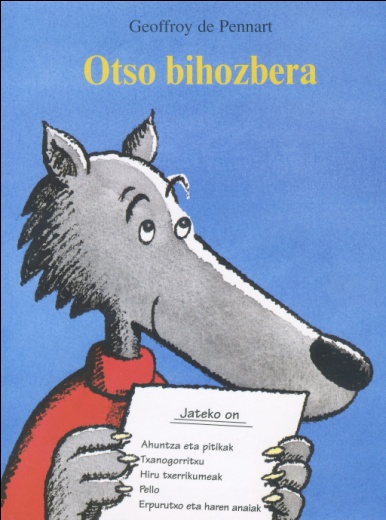 Geoffroy de Pennart
Otso bihozbera
Jateko on
Ahuntza eta pitikak
Txanogorritxu
Hiru txerrikumeak
Pello
Erpurutxo eta haren anaiak